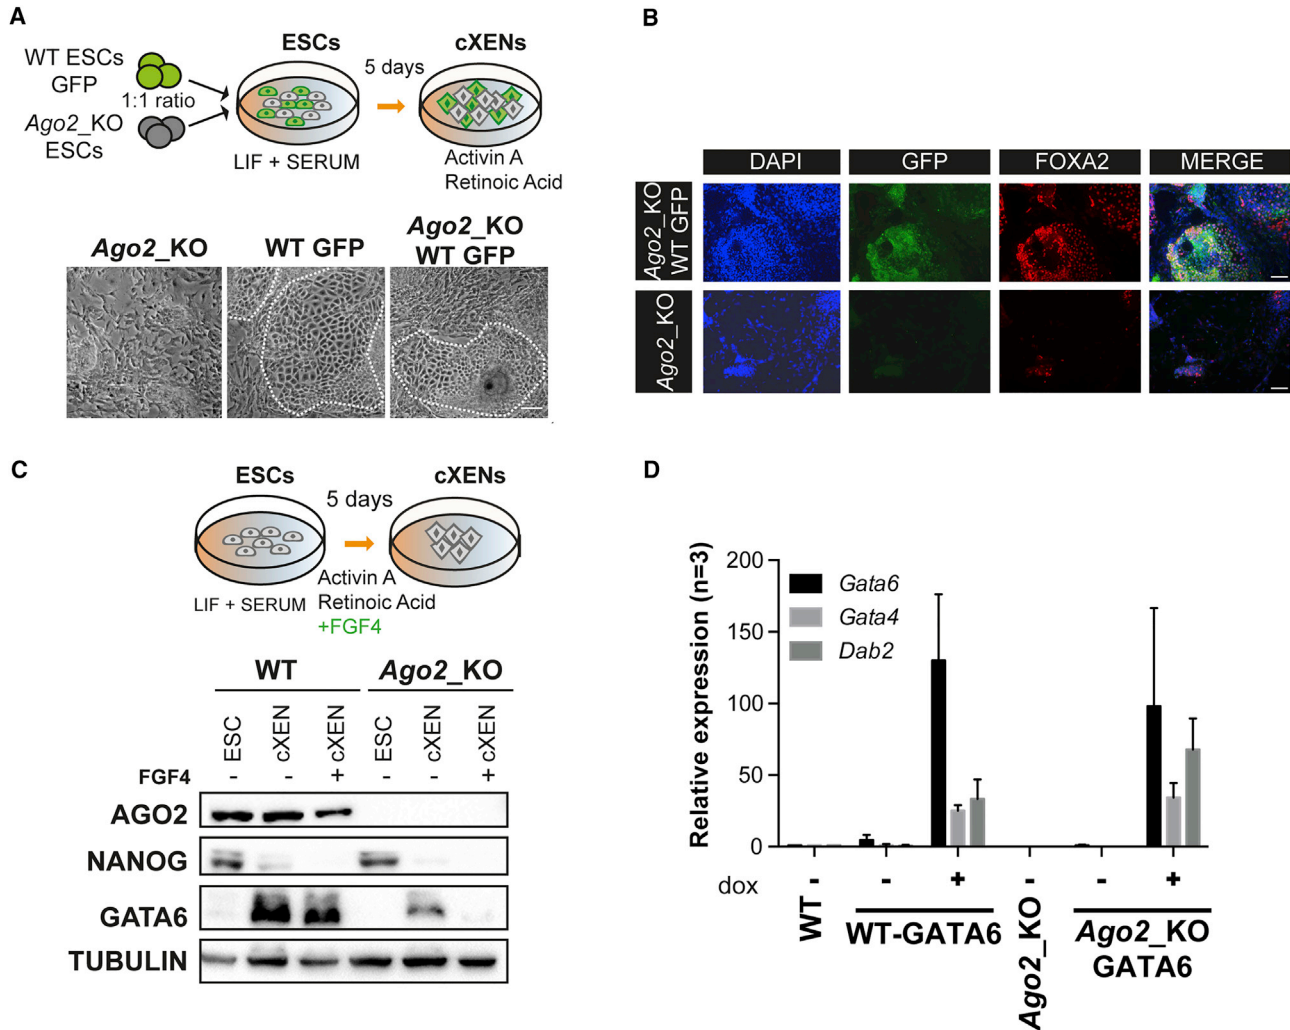 A
WT ESCs
GFP
1:1 ratio
Ago2_KO
ESCs
ESCs
LIF + SERUM
5 days
cXENs
Activin A
Retinoic Acid
Ago2_KO
WT GFP
Ago2_KO
WT GFP
B
DAPI
GFP
FOXA2
MERGE
Ago2_KO
WT GFP
Ago2_KO
C
ESCs
5 days
cXENs
LIF + SERUM
Activin A
Retinoic Acid
+FGF4
WT
Ago2_KO
ESC
cXEN
cXEN
ESC
cXEN
cXEN
FGF4 - - + - - +
AGO2
NANOG
GATA6
TUBULIN
D
Relative expression (n=3)
200
150
100
50
0
Gata6
Gata4
Dab2
dox - - + - - +
WT
WT-GATA6
Ago2_KO
Ago2_KO
GATA6